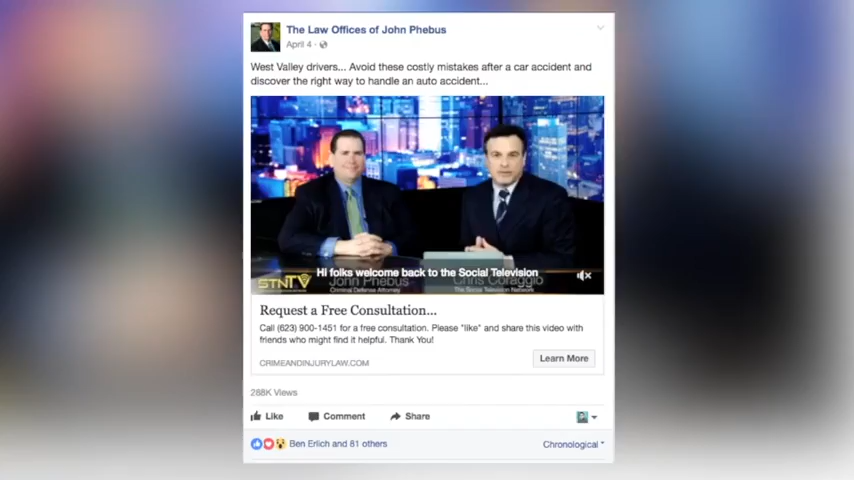 The Law Offices of John Phebus
April 4 ·
West Valley drivers... Avoid these costly mistakes after a car accident and
discover the right way to handle an auto accident...
Hi folks welcome back to the Social Television
STNTV
John Phebus
Chris Coraggio
Criminal Defense Attorney
The Social Television Network
Request a Free Consultation...
Call (623) 900-1451 for a free consultation. Please "like" and share this video with
friends who might find it helpful. Thank You!
CRIMEANDINJURYLAW.COM
Learn More
268K Views
Like
Comment
Share
Ben Erlich and 81 others
Chronological